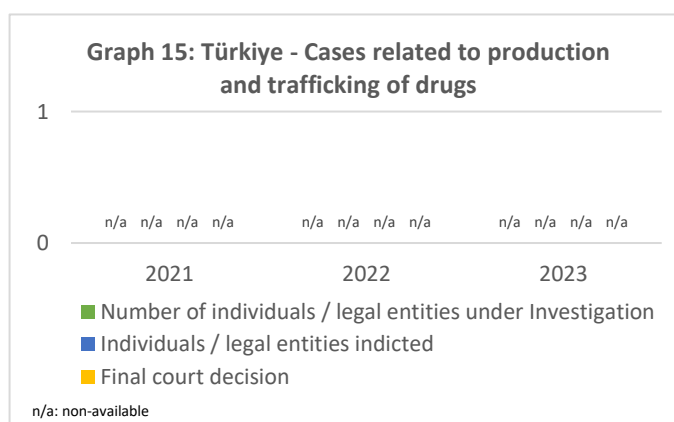 Graph 15: Türkiye - Cases related to production
and trafficking of drugs
1
n/a n/a n/a n/a n/a n/a n/a n/a n/a n/a n/a n/a
0
2021 2022 2023
Number of individuals / legal entities under Investigation
Individuals / legal entities indicted
Final court decision
n/a: non-available